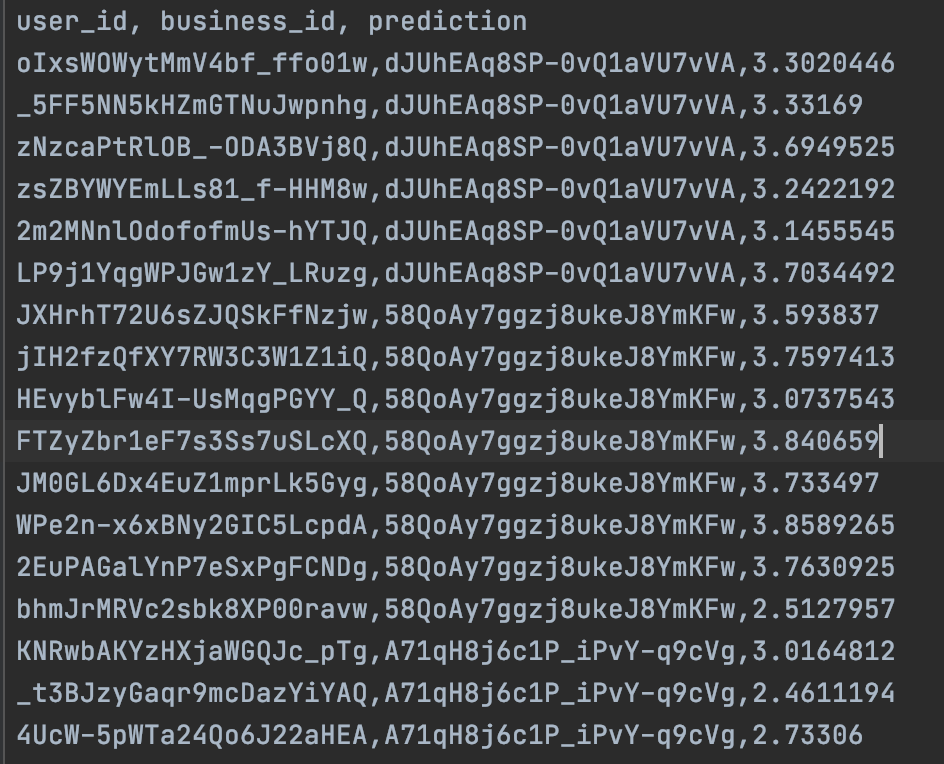 user_id, business_id, prediction
oIxsWOWytMmV4bf_ffo01w,dJUhEAq8SP-0vQ1aVU7vVA,3.3020446
_5FF5NN5kHZmGTNuJwpnhg,dJUhEAq8SP-0vQ1aVU7vVA,3.33169
zNzcaPtRlOB_-ODA3BVj8Q,dJUhEAq8SP-0vQ1aVU7vVA,3.6949525
zsZBYWYEmLLs81_f-HHM8w,dJUhEAq8SP-0vQ1aVU7vVA,3.2422192
2m2MNnlOdofofmUs-hYTJQ,dJUhEAq8SP-0vQ1aVU7vVA,3.1455545
LP9j1YqgWPJGw1zY_LRuzg,dJUhEAq8SP-0vQ1aVU7vVA,3.7034492
JXHrhT72U6sZJQSkFfNzjw,58QoAy7ggzj8ukeJ8YmKFw,3.593837
jIH2fzQfXY7RW3C3W1Z1iQ,58QoAy7ggzj8ukeJ8YmKFw,3.7597413
HEvyblFw4I-UsMqgPGYY_Q,58QoAy7ggzj8ukeJ8YmKFw,3.0737543
FTZyZbr1eF7s3Ss7uSLcXQ,58QoAy7ggzj8ukeJ8YmKFw,3.840659
JM0GL6Dx4EuZ1mprLk5Gyg,58QoAy7ggzj8ukeJ8YmKFw,3.733497
WPe2n-x6xBNy2GIC5LcpdA,58QoAy7ggzj8ukeJ8YmKFw,3.8589265
2EuPAGalYnP7eSxPgFCNDg,58QoAy7ggzj8ukeJ8YmKFw,3.7630925
bhmJrMRVc2sbk8XP00ravw,58QoAy7ggzj8ukeJ8YmKFw,2.5127957
KNRwbAKYzHXjaWGQJc_pTg,A71qH8j6c1P_iPvY-q9cVg,3.0164812
_t3BJzyGaqr9mcDazYiYAQ,A71qH8j6c1P_iPvY-q9cVg,2.4611194
4UcW-5pWTa24Qo6J22aHEA,A71qH8j6c1P_iPvY-q9cVg,2.73306